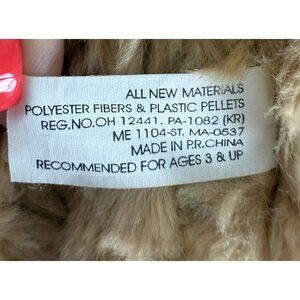 ALL NEW MATERIALS
POLYESTER FIBERS & PLASTIC PELLETS
REG.NO.OH 12441. PA-1082 (KR)
ME 1104-ST, MA-0537
MADE IN P.R.CHINA
RECOMMENDED FOR AGES 3 & UP